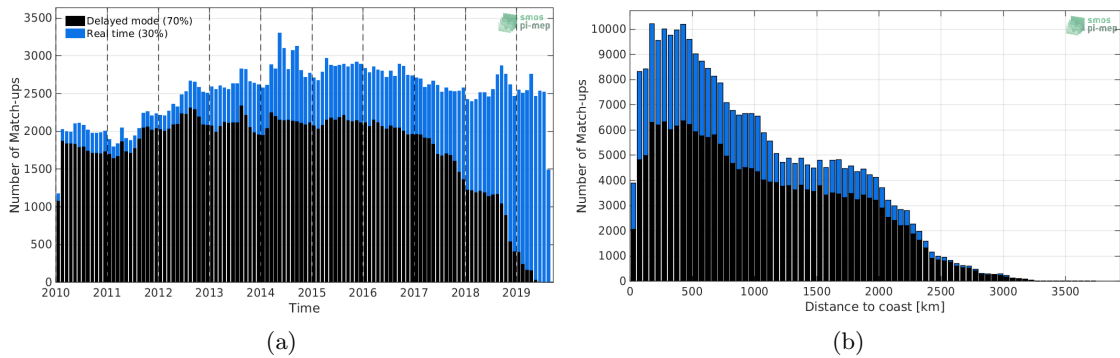 Delayed mode (70%)
Real time (30%)
smos
pi-mep
Number of Match-ups
3500
3000
2500
2000
1500
1000
500
0
2010 2011 2012 2013 2014 2015 2016 2017 2018 2019
Time
(a)
smos
pi-mep
Number of Match-ups
10000
9000
8000
7000
6000
5000
4000
3000
2000
1000
0
0 500 1000 1500 2000 2500 3000 3500
Distance to coast [km]
(b)